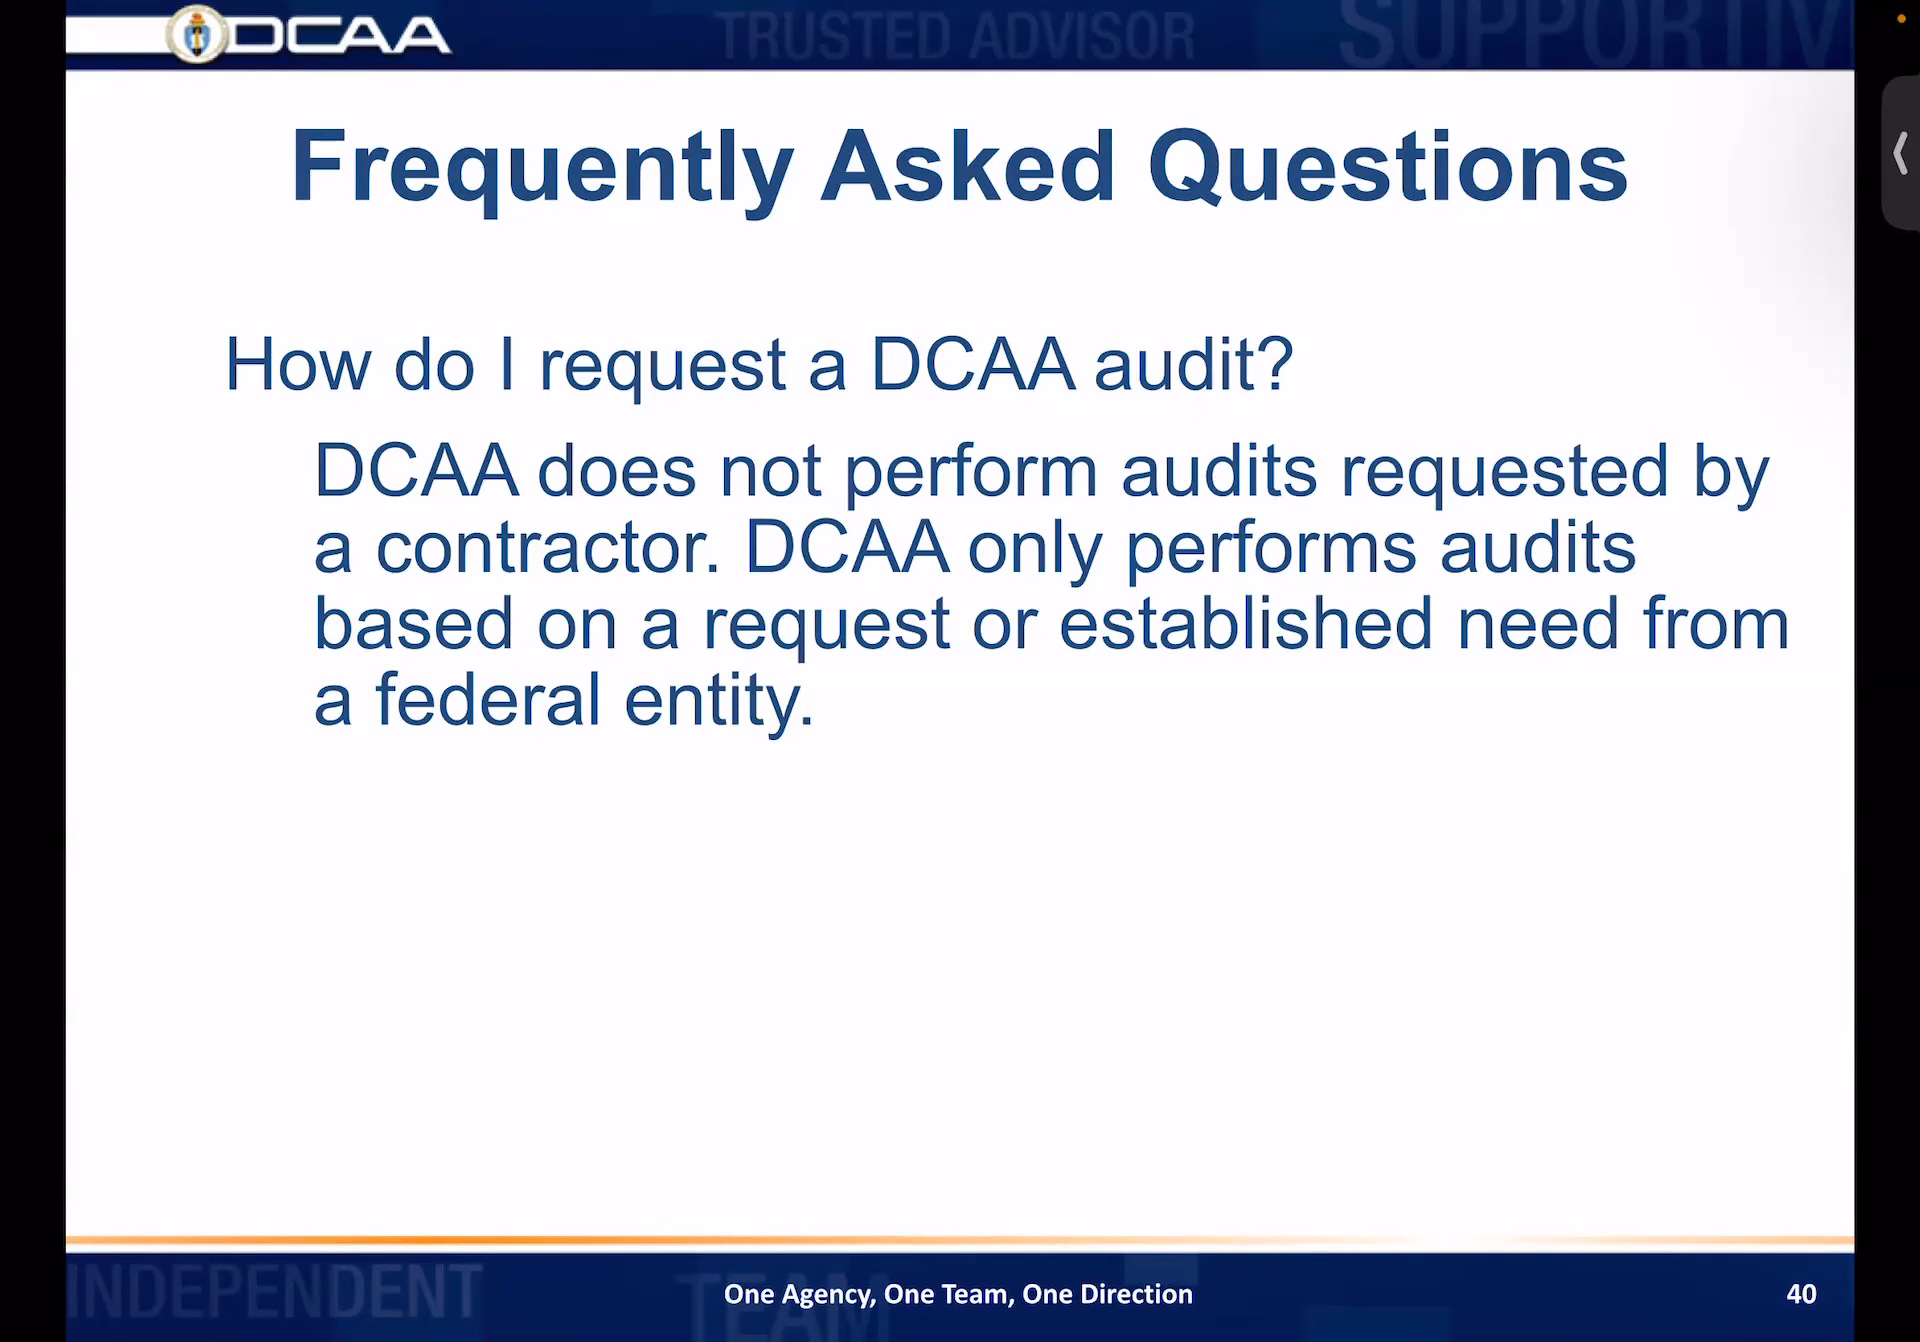 DCAA
TRUSTED ADVISOR
SUPPORTIV
Frequently Asked Questions
How do I request a DCAA audit?
DCAA does not perform audits requested by
a contractor. DCAA only performs audits
based on a request or established need from
a federal entity.
INDEPENDENT
TEAM
One Agency, One Team, One Direction
40